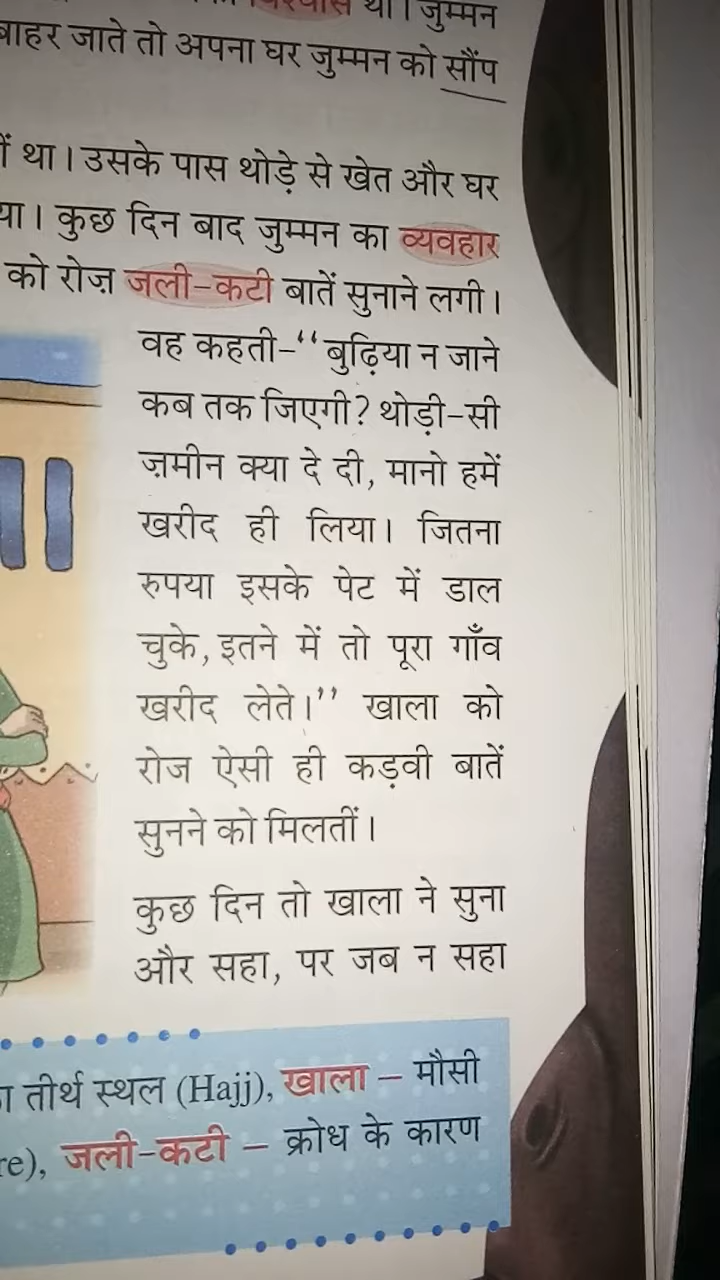 था। जुम्मन
बाहर जाते तो अपना घर जुम्मन को सौंप
था। उसके पास थोड़े से खेत और घर
कुछ दिन बाद जुम्मन का व्यवहार
को रोज़ जली-कटी बातें सुनाने लगी।
वह कहती-‘‘बुढ़िया न जाने
कब तक जिएगी? थोड़ी-सी
ज़मीन क्या दे दी, मानो हमें
खरीद ही लिया। जितना
रुपया इसके पेट में डाल
चुके, इतने में तो पूरा गाँव
खरीद लेते।’’ खाला को
रोज ऐसी ही कड़वी बातें
सुनने को मिलतीं।
कुछ दिन तो खाला ने सुना
और सहा, पर जब न सहा
तीर्थ स्थल (Hajj), खाला – मौसी
जली-कटी – क्रोध के कारण